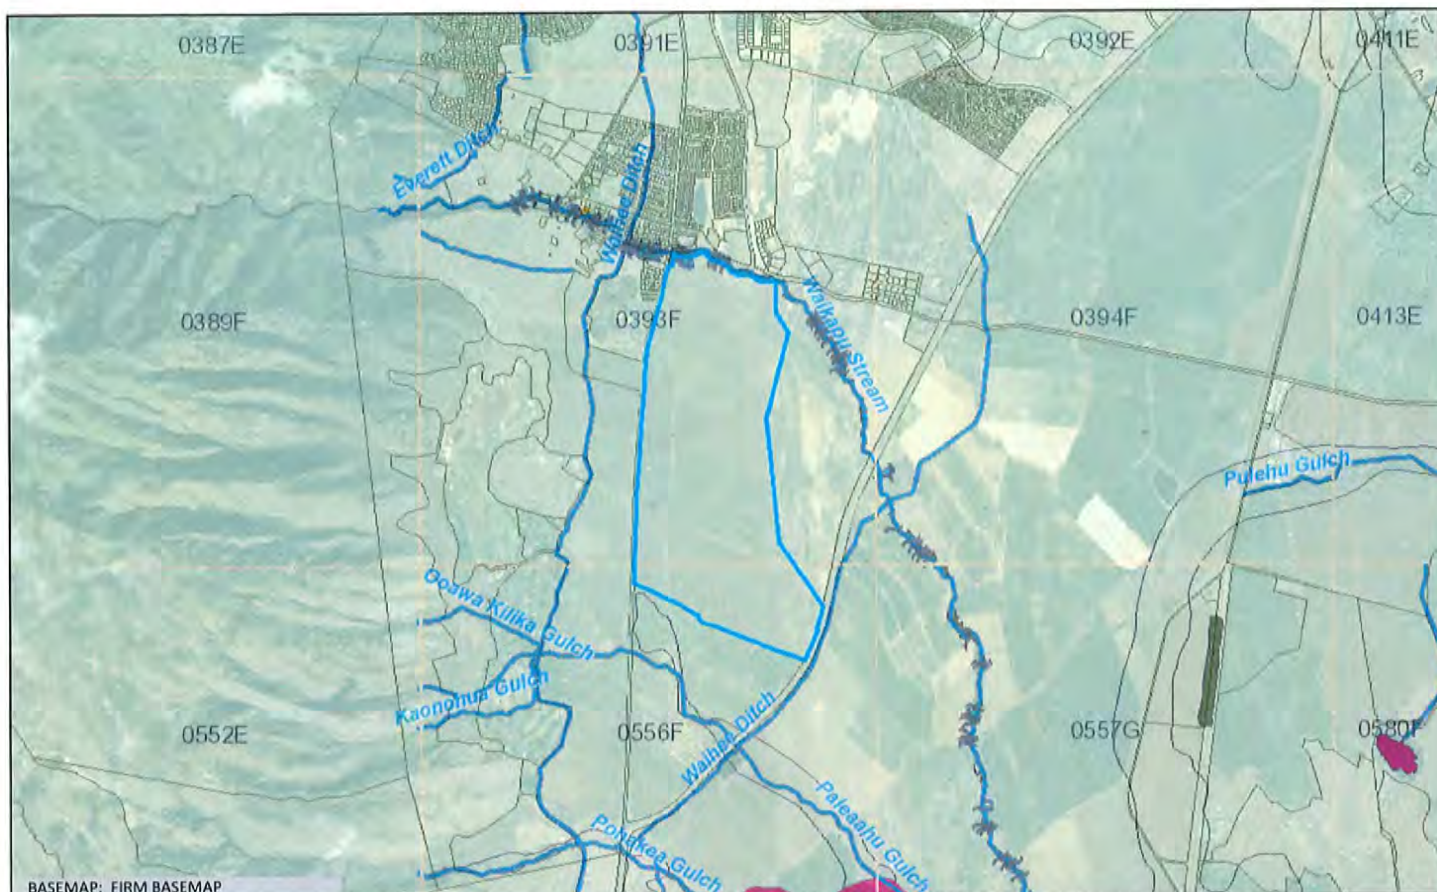 0387E
0391E
0392E
0411E
Everett Ditch
Waihee Ditch
0389F
0393F
Waikapu Stream
0394F
0413E
Pulehu Gulch
Ooawa Kilika Gulch
Kaonohua Gulch
0552E
0556F
Waihee Ditch
0557G
0580F
Paleaahu Gulch
Pohakea Gulch
BASEMAP: FIRM BASEMAP